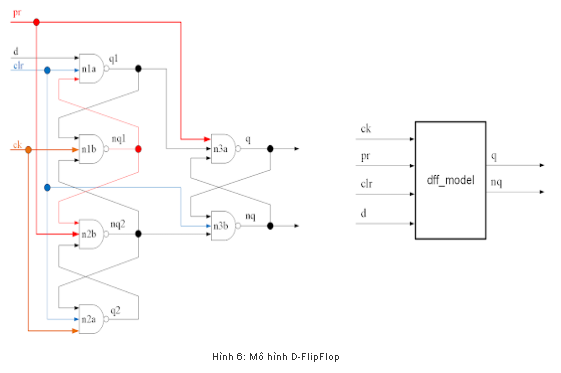 pr
d
clr
ck
n1a
q1
n1b
nq1
n2b
nq2
n2a
q2
n3a
q
n3b
nq
ck
pr
clr
d
dff_model
q
nq
Hình 6: Mô hình D-FlipFlop